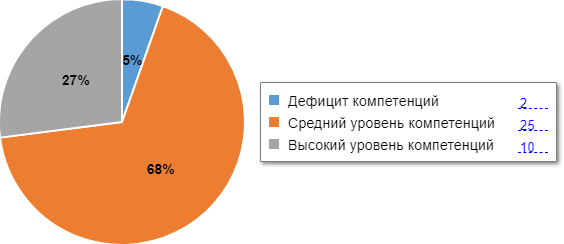 5%
27%
68%
Дефицит компетенций 2
Средний уровень компетенций 25
Высокий уровень компетенций 10